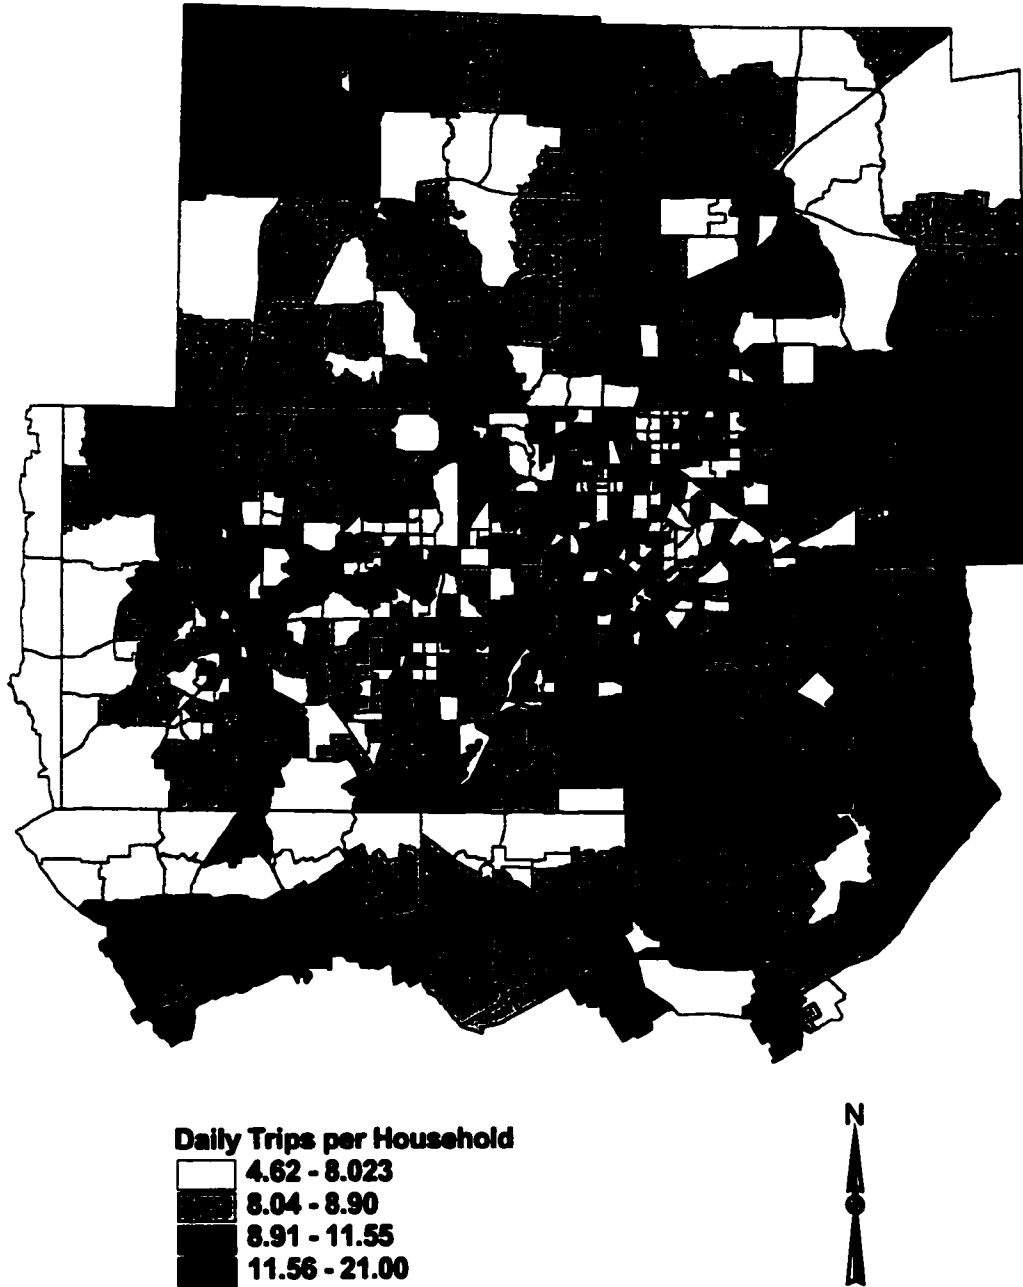 N
Daily Trips per Household
4.62 - 8.023
8.04 - 8.90
8.91 - 11.55
11.56 - 21.00